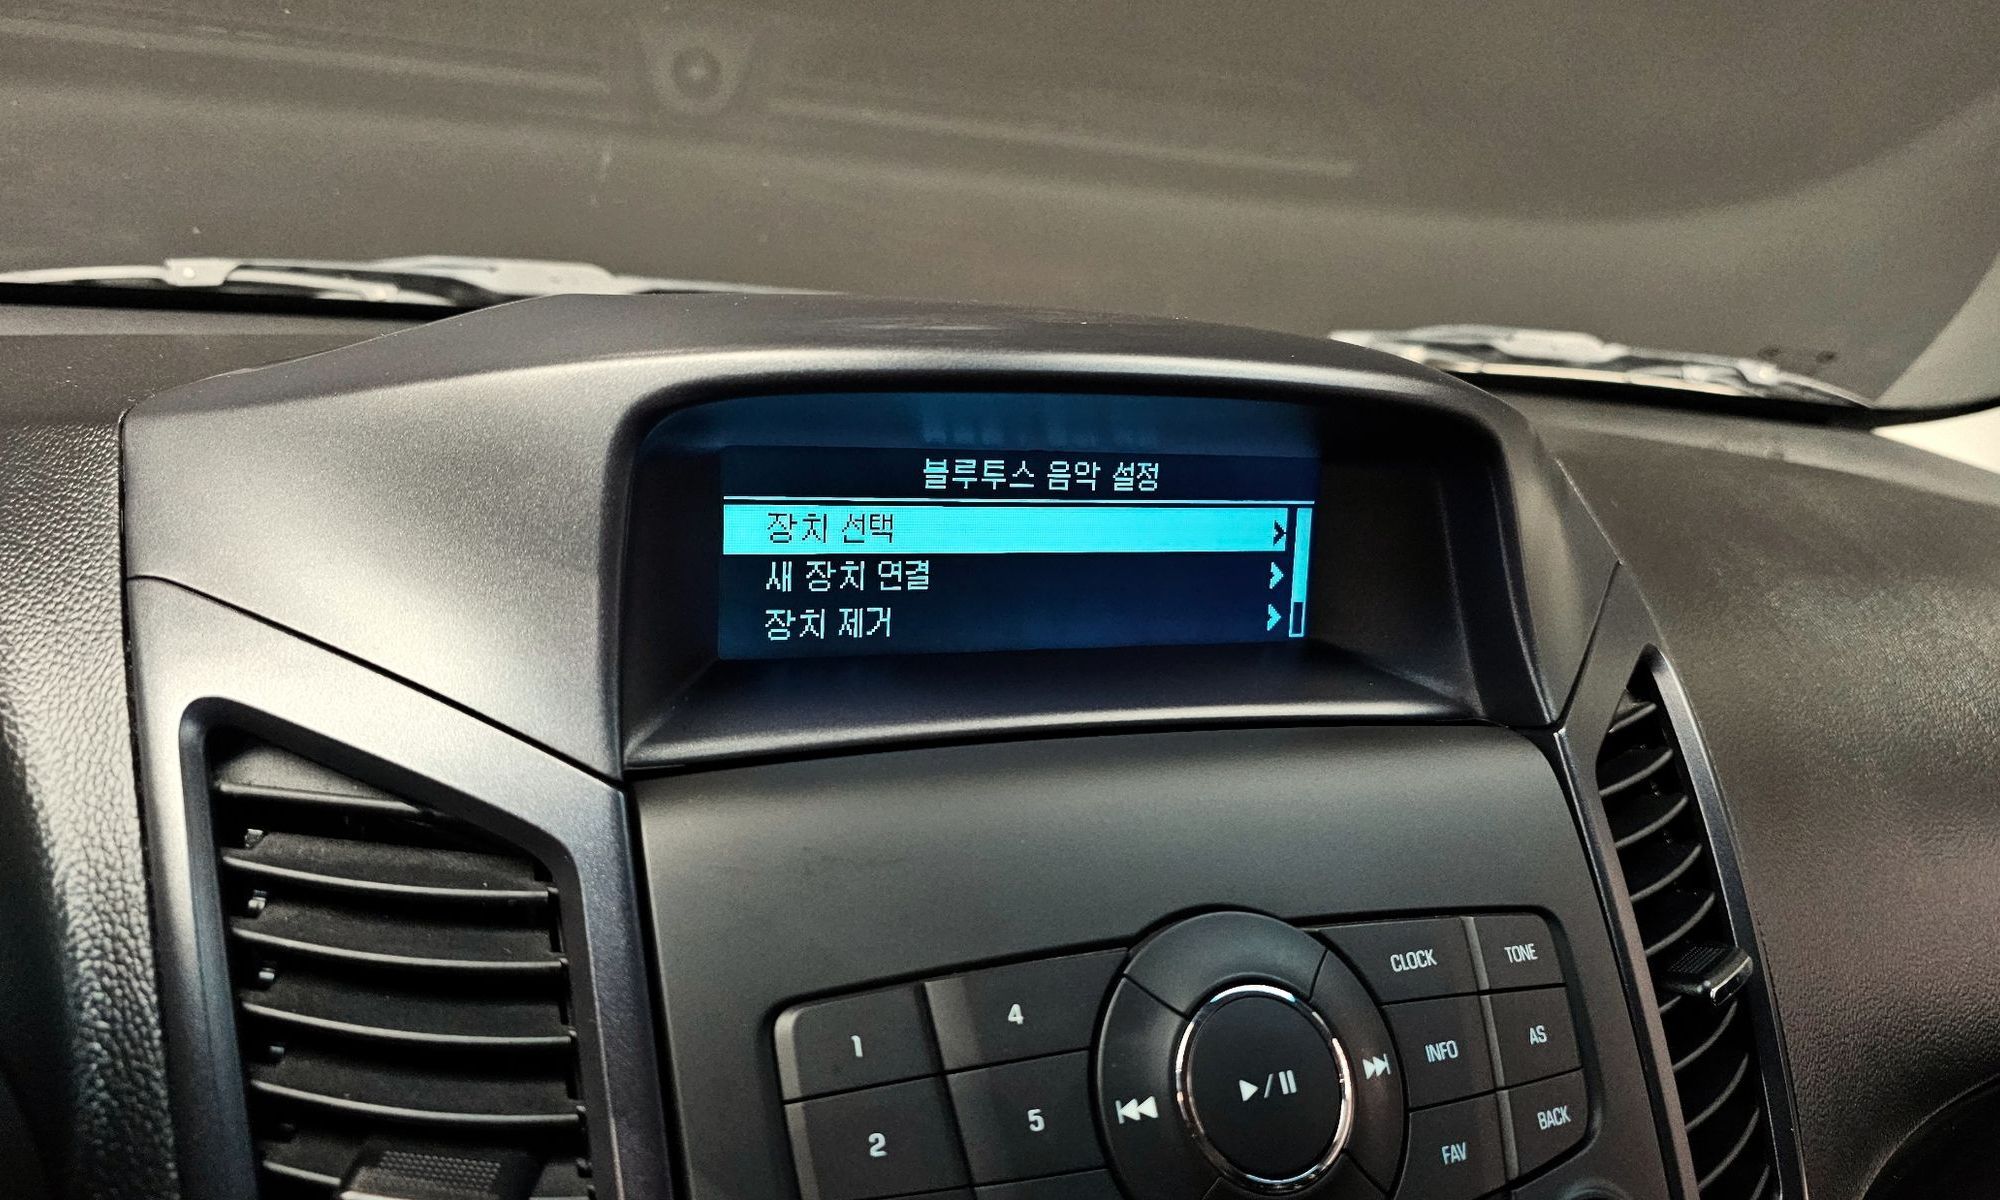 블루투스 음악 설정
장치 선택
새 장치 연결
장치 제거
CLOCK TONE
1 4 INFO AS
2 5 FAV BACK